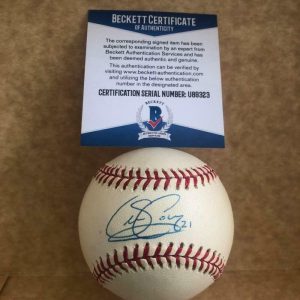 BECKETT CERTIFICATE
OF AUTHENTICITY
The corresponding signed item has been
subjected to examination by an expert from
Beckett Authentication Services and has
been deemed authentic and genuine.
This authentication can be verified by
visiting www.beckett-authentication.com
and utilizing the below authentication
number in the designated area.
CERTIFICATION SERIAL NUMBER: U89323
BECKETT
B
21